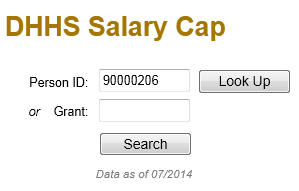 DHHS Salary Cap
Person ID: 90000206 Look Up
or Grant:
Search
Data as of 07/2014